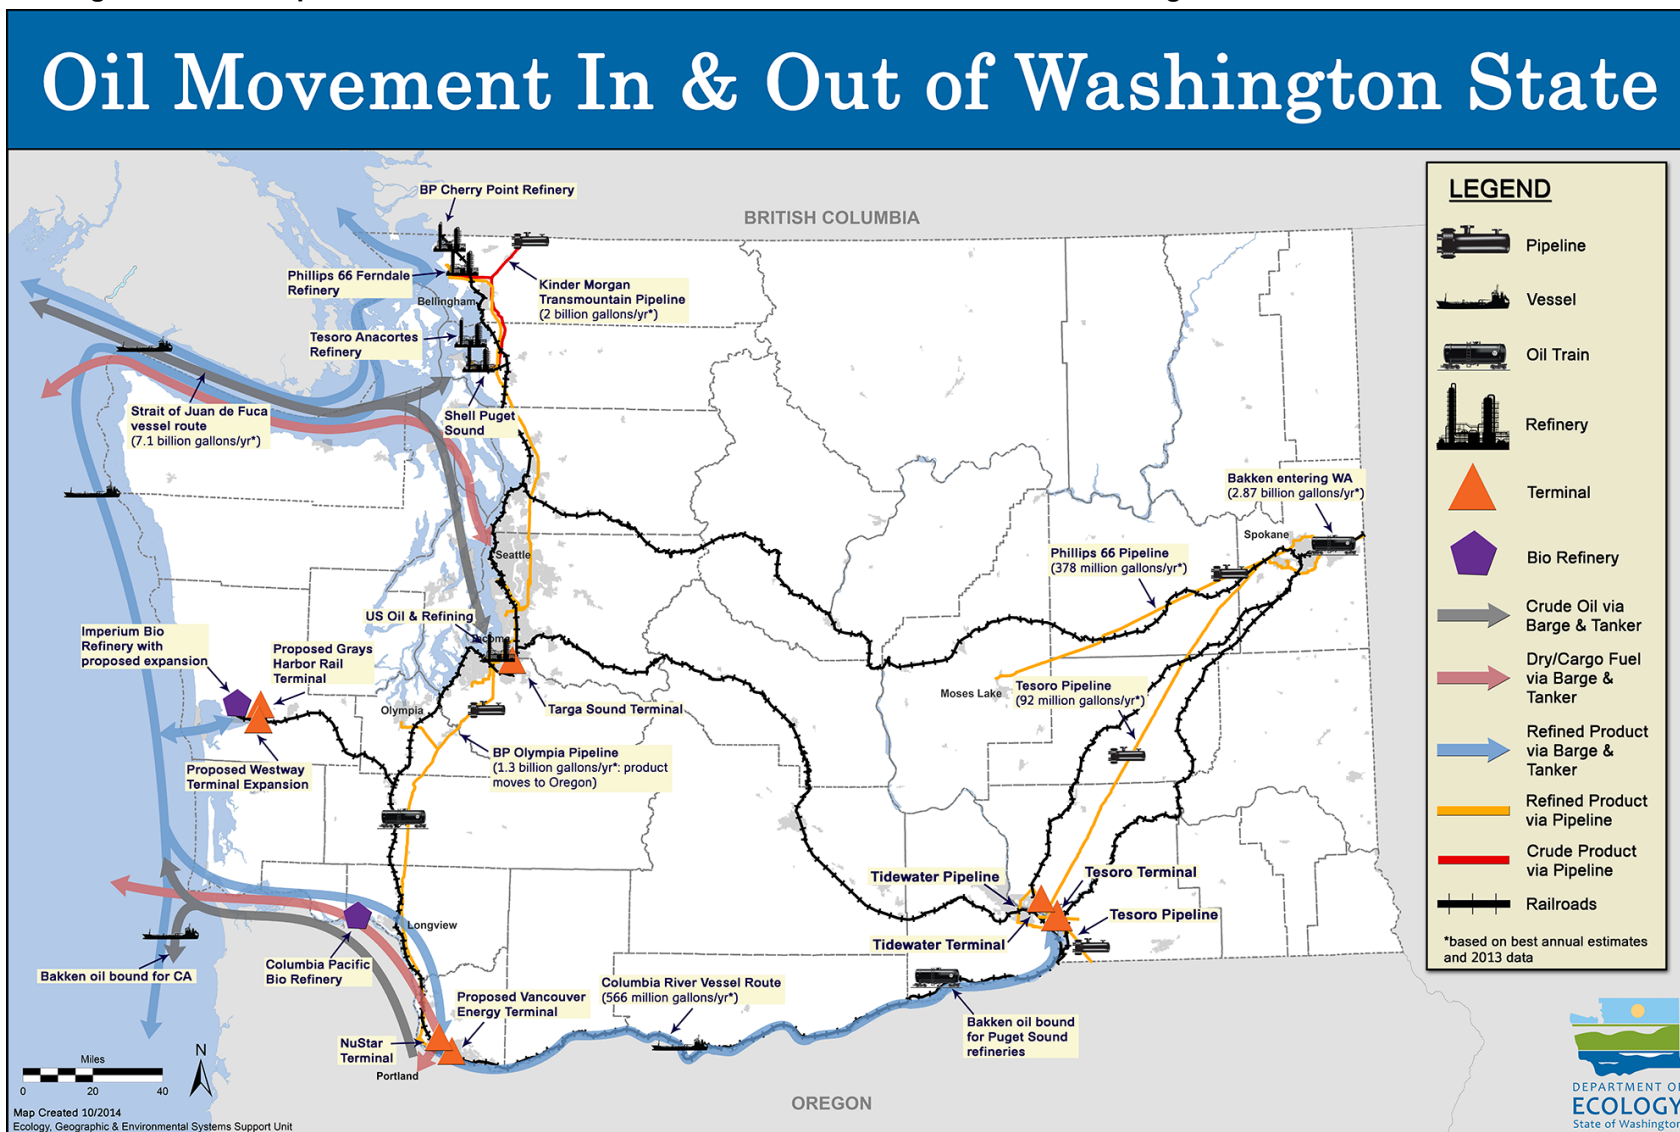 Oil Movement In & Out of Washington State
BP Cherry Point Refinery
BRITISH COLUMBIA
Phillips 66 Ferndale
Refinery
Bellingham
Kinder Morgan
Transmountain Pipeline
(2 billion gallons/yr*)
Tesoro Anacortes
Refinery
Strait of Juan de Fuca
vessel route
(7.1 billion gallons/yr*)
Shell Puget
Sound
Bakken entering WA
(2.87 billion gallons/yr*)
Spokane
Seattle
Phillips 66 Pipeline
(378 million gallons/yr*)
US Oil & Refining
Imperium Bio
Refinery with
proposed expansion
Proposed Grays
Harbor Rail
Terminal
Moses Lake
Tesoro Pipeline
(92 million gallons/yr*)
Olympia
Targa Sound Terminal
BP Olympia Pipeline
(1.3 billion gallons/yr*: product
moves to Oregon)
Proposed Westway
Terminal Expansion
Tidewater Pipeline
Tesoro Terminal
Tesoro Pipeline
Tidewater Terminal
Longview
Bakken oil bound for CA
Columbia Pacific
Bio Refinery
Columbia River Vessel Route
(566 million gallons/yr*)
Proposed Vancouver
Energy Terminal
NuStar
Terminal
Portland
Bakken oil bound
for Puget Sound
refineries
OREGON
LEGEND
Pipeline
Vessel
Oil Train
Refinery
Terminal
Bio Refinery
Crude Oil via
Barge & Tanker
Dry/Cargo Fuel
via Barge &
Tanker
Refined Product
via Barge &
Tanker
Refined Product
via Pipeline
Crude Product
via Pipeline
Railroads
*based on best annual estimates
and 2013 data
Miles
0 20 40
N
Map Created 10/2014
Ecology, Geographic & Environmental Systems Support Unit
DEPARTMENT OF
ECOLOGY
State of Washington